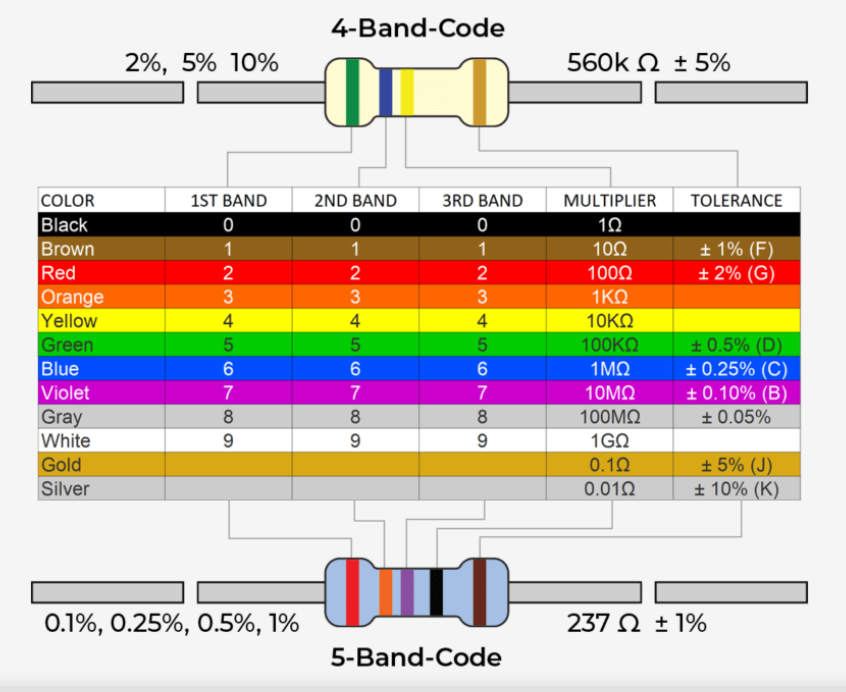 4-Band-Code
2%, 5% 10% 560k Ω ± 5%
COLOR 1ST BAND 2ND BAND 3RD BAND MULTIPLIER TOLERANCE
Black 0 0 0 1Ω
Brown 1 1 1 10Ω ± 1% (F)
Red 2 2 2 100Ω ± 2% (G)
Orange 3 3 3 1KΩ
Yellow 4 4 4 10KΩ
Green 5 5 5 100KΩ ± 0.5% (D)
Blue 6 6 6 1MΩ ± 0.25% (C)
Violet 7 7 7 10MΩ ± 0.10% (B)
Gray 8 8 8 100MΩ ± 0.05%
White 9 9 9 1GΩ
Gold 0.1Ω ± 5% (J)
Silver 0.01Ω ± 10% (K)
0.1%, 0.25%, 0.5%, 1% 237 Ω ± 1%
5-Band-Code